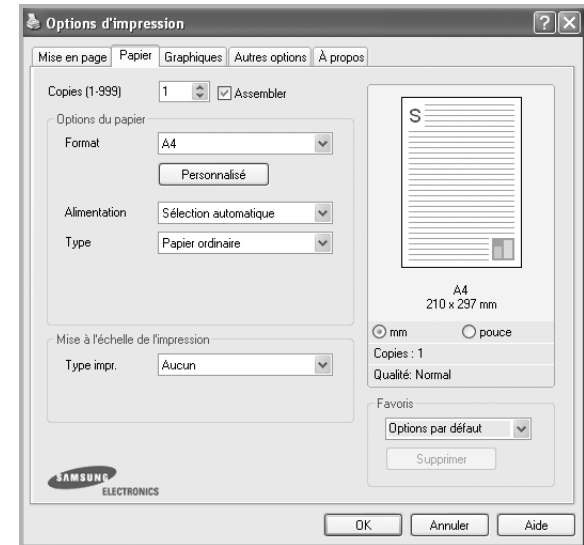 Options d'impression
Mise en page Papier Graphiques Autres options À propos
Copies (1-999) 1 Assembler
Options du papier
Format A4
Personnalisé
Alimentation Sélection automatique
Type Papier ordinaire
Mise à l'échelle de l'impression
Type impr. Aucun
S
A4
210 x 297 mm
mm pouce
Copies : 1
Qualité: Normal
Favoris
Options par défaut
Supprimer
SAMSUNG
ELECTRONICS
OK Annuler Aide